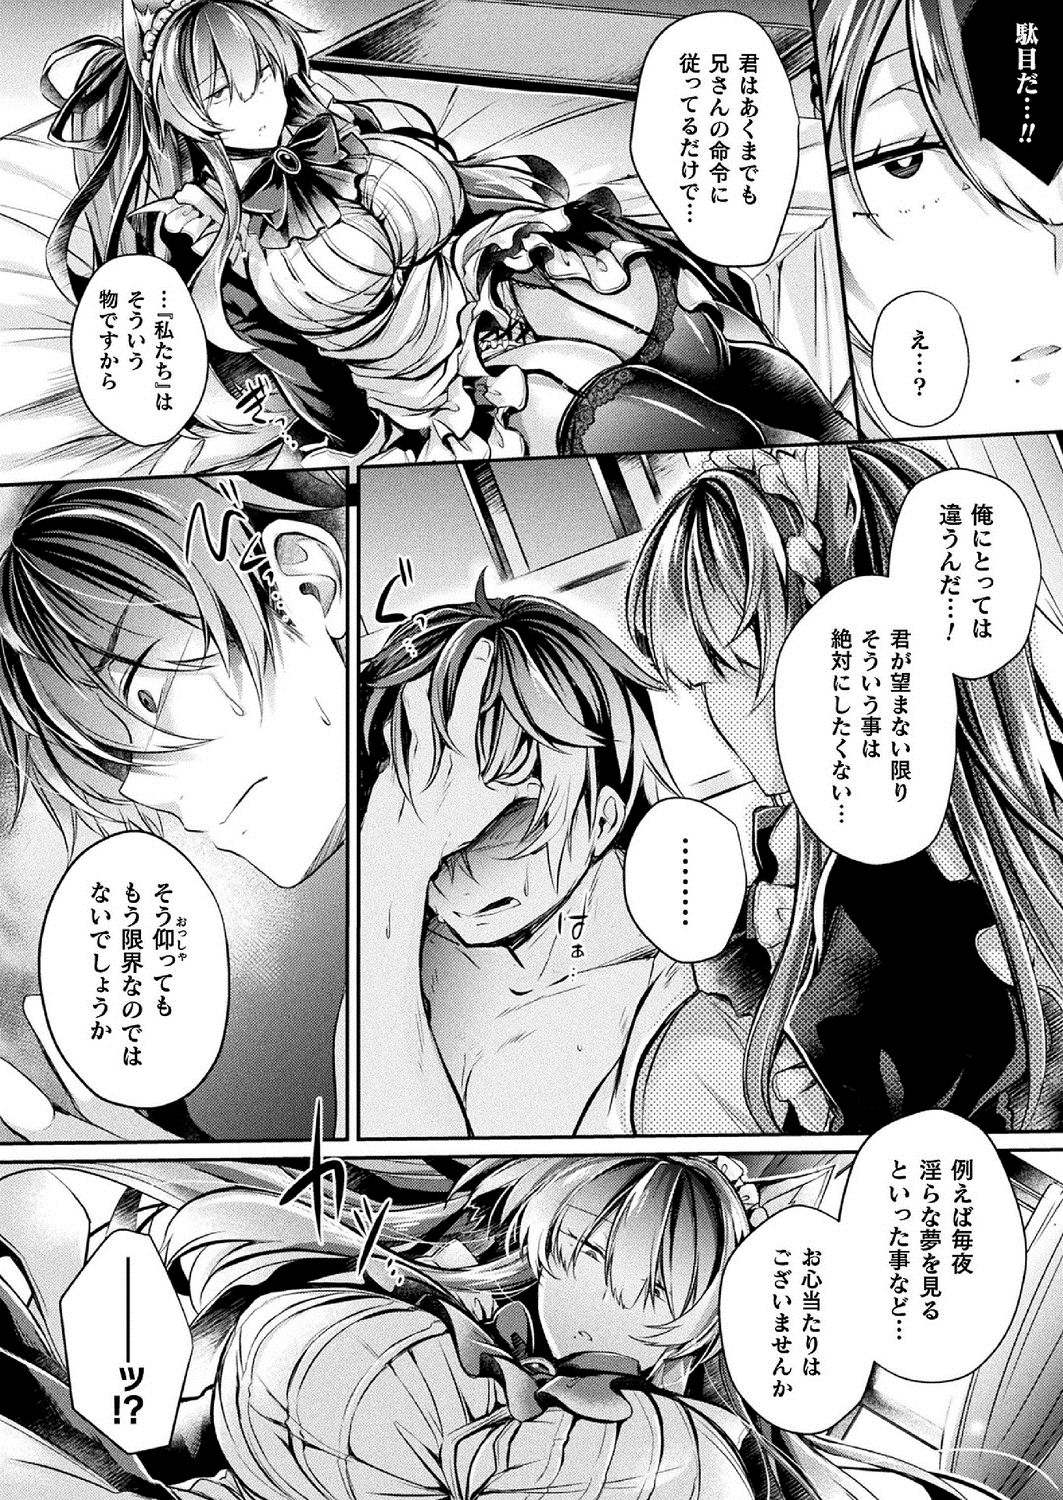 駄目だ…!!
え…?
君はあくまでも
兄さんの命令に
従ってるだけで…
…『私たち』は
そういう
物ですから
俺にとっては
違うんだ…!
君が望まない限り
そういう事は
絶対にしたくない…
………
はぁ…
そう仰っても
おっしゃ
もう限界なのでは
ないでしょうか
例えば毎夜
淫らな夢を見る
といった事など…
お心当たりは
ございませんか
――ッ!?